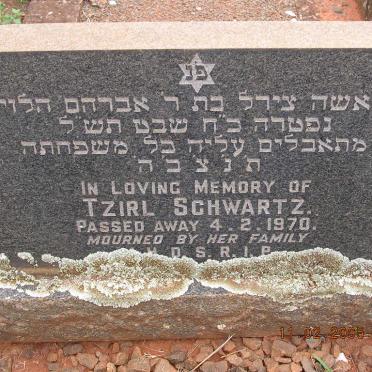 פנ
אשה צירל בת ר׳ אברהם הלוי
נפטרה כ״ח שבט תש״ל
מתאבלים עליה כל משפחתה
ת׳ נ׳ צ׳ ב׳ ה׳
IN LOVING MEMORY OF
TZIRL SCHWARTZ.
PASSED AWAY 4.2.1970.
MOURNED BY HER FAMILY
M.H.D.S.R.I.P.